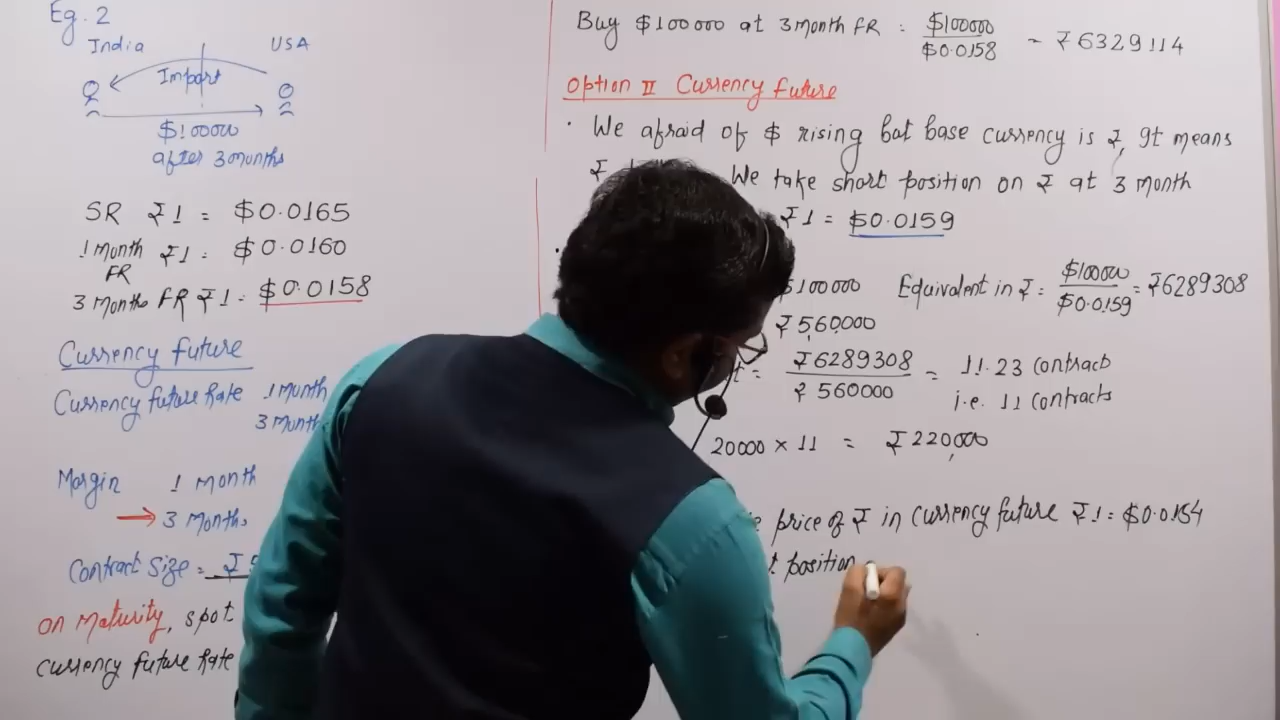 Eg. 2
India USA
Import
$100000
after 3 months
SR ₹1 = $0.0165
1 month FR ₹1 = $0.0160
3 Months FR ₹1 = $0.0158
Currency future
Currency future Rate 1 Month
3 Month
Margin 1 month
3 Months
Contract Size = ₹
on Maturity, spot
currency future Rate
Buy $100000 at 3 month FR = $100000 / $0.0158 = ₹6329114
Option II Currency future
· We afraid of $ rising but base currency is ₹, It means
₹ We take short position on ₹ at 3 month
₹1 = $0.0159
$100000 Equivalent in ₹ = $100000 / $0.0159 = ₹6289308
₹560,000
= ₹6289308 / ₹560000 = 11.23 contract
i.e. 11 contracts
20000 × 11 = ₹220,000
price of ₹ in currency future ₹1 = $0.0154
position